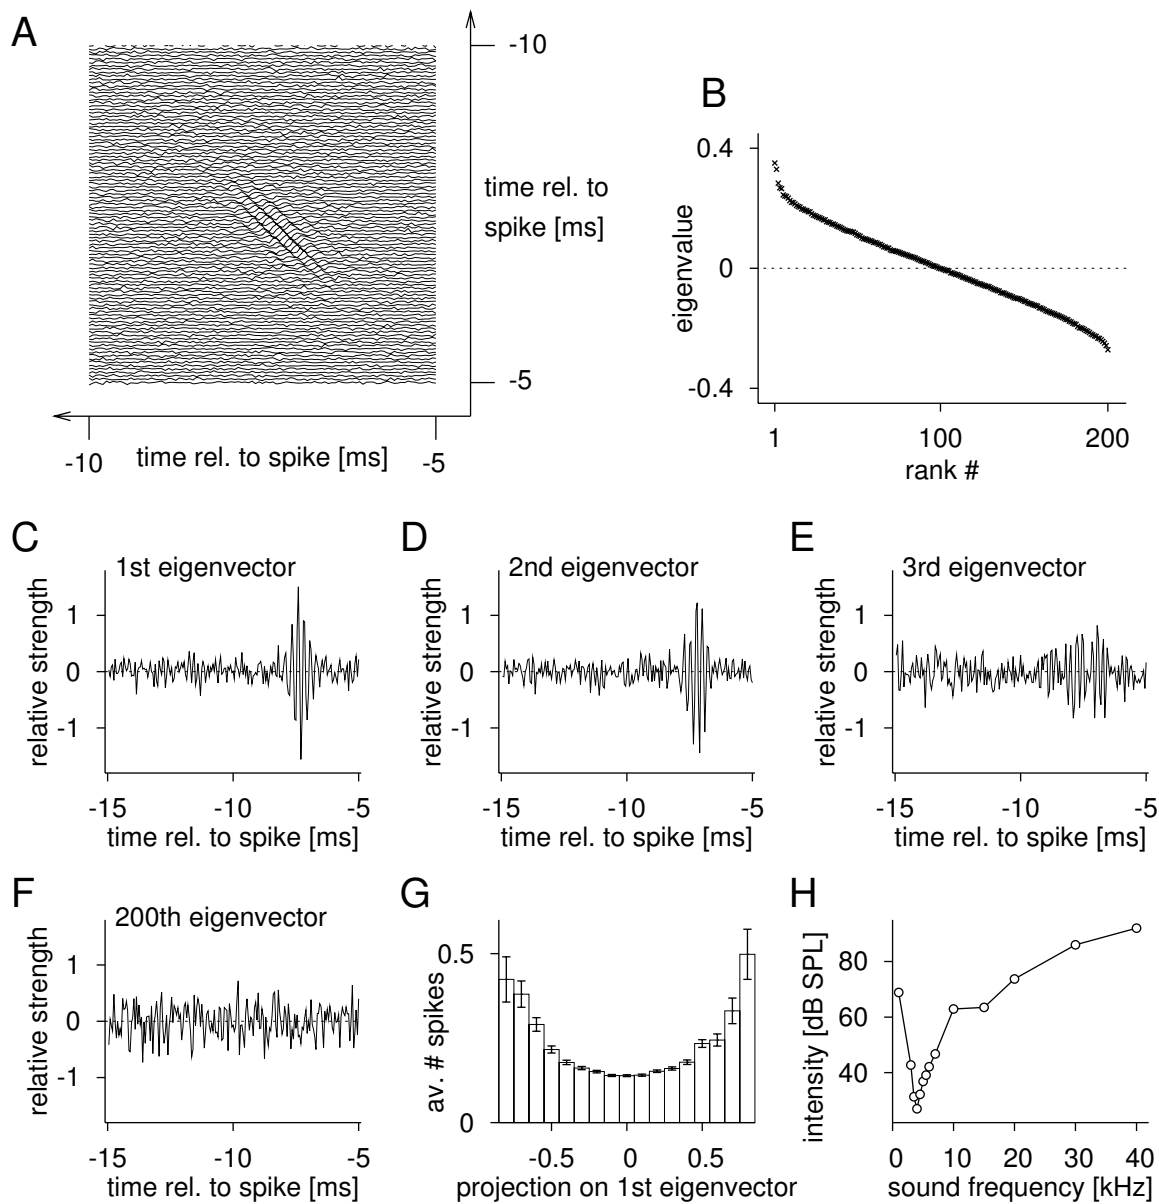 A
-10
time rel. to
spike [ms]
-5
-10
time rel. to spike [ms]
-5
B
0.4
0
-0.4
eigenvalue
1
100
200
rank #
C
1st eigenvector
relative strength
1
0
-1
-15
-10
-5
time rel. to spike [ms]
D
2nd eigenvector
relative strength
1
0
-1
-15
-10
-5
time rel. to spike [ms]
E
3rd eigenvector
relative strength
1
0
-1
-15
-10
-5
time rel. to spike [ms]
F
200th eigenvector
relative strength
1
0
-1
-15
-10
-5
time rel. to spike [ms]
G
av. # spikes
0.5
0
-0.5
0
0.5
projection on 1st eigenvector
H
intensity [dB SPL]
80
60
40
0
10
20
30
40
sound frequency [kHz]